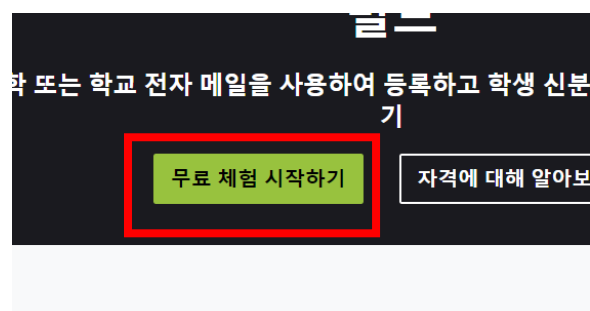 학 또는 학교 전자 메일을 사용하여 등록하고 학생 신분
기
무료 체험 시작하기
자격에 대해 알아보